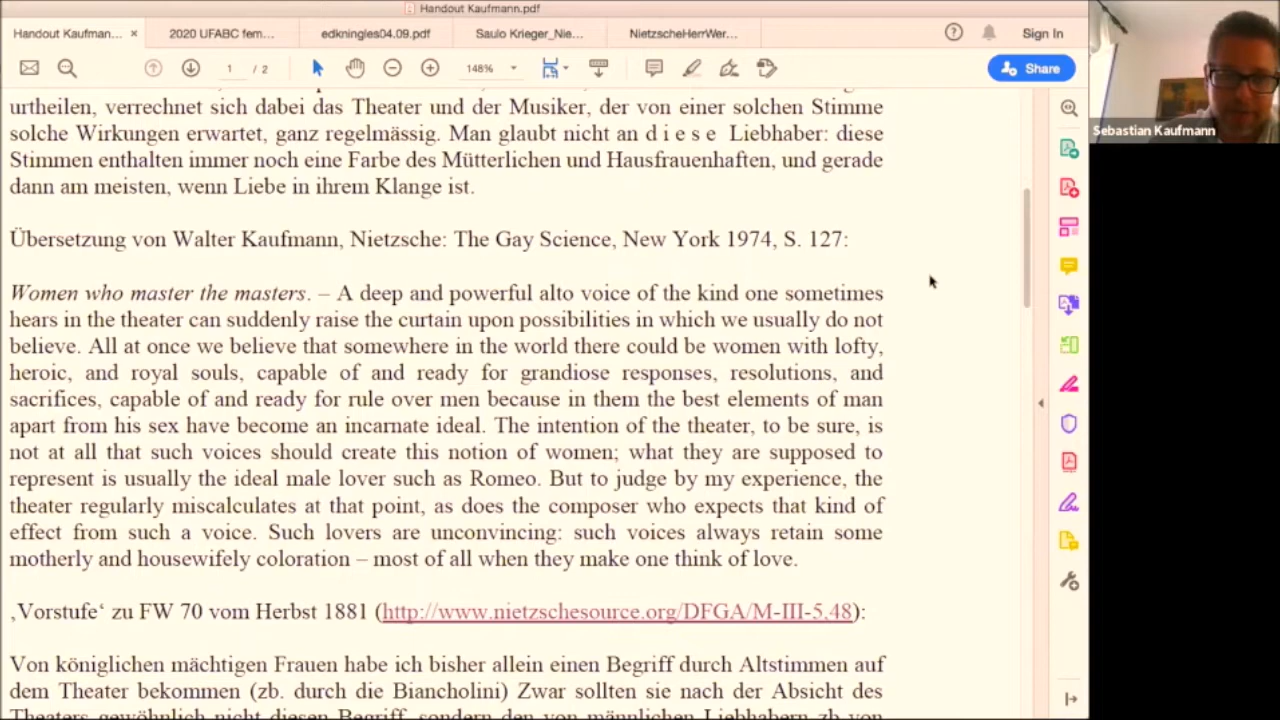 Handout Kaufmann.pdf
Handout Kaufman... ×
2020 UFABC fem...
edkningles04.09.pdf
Saulo Krieger_Nie...
NietzscheHerrWer...
Sign In
1 / 2
148%
Share
urtheilen, verrechnet sich dabei das Theater und der Musiker, der von einer solchen Stimme
solche Wirkungen erwartet, ganz regelmässig. Man glaubt nicht an d i e s e Liebhaber: diese
Stimmen enthalten immer noch eine Farbe des Mütterlichen und Hausfrauenhaften, und gerade
dann am meisten, wenn Liebe in ihrem Klange ist.
Übersetzung von Walter Kaufmann, Nietzsche: The Gay Science, New York 1974, S. 127:
Women who master the masters. – A deep and powerful alto voice of the kind one sometimes
hears in the theater can suddenly raise the curtain upon possibilities in which we usually do not
believe. All at once we believe that somewhere in the world there could be women with lofty,
heroic, and royal souls, capable of and ready for grandiose responses, resolutions, and
sacrifices, capable of and ready for rule over men because in them the best elements of man
apart from his sex have become an incarnate ideal. The intention of the theater, to be sure, is
not at all that such voices should create this notion of women; what they are supposed to
represent is usually the ideal male lover such as Romeo. But to judge by my experience, the
theater regularly miscalculates at that point, as does the composer who expects that kind of
effect from such a voice. Such lovers are unconvincing: such voices always retain some
motherly and housewifely coloration – most of all when they make one think of love.
‚Vorstufe‘ zu FW 70 vom Herbst 1881 (http://www.nietzschesource.org/DFGA/M-III-5,48):
Von königlichen mächtigen Frauen habe ich bisher allein einen Begriff durch Altstimmen auf
dem Theater bekommen (zb. durch die Biancholini) Zwar sollten sie nach der Absicht des
Theaters gewöhnlich nicht diesen Begriff, sondern den von männlichen Liebhabern zb von
Sebastian Kaufmann